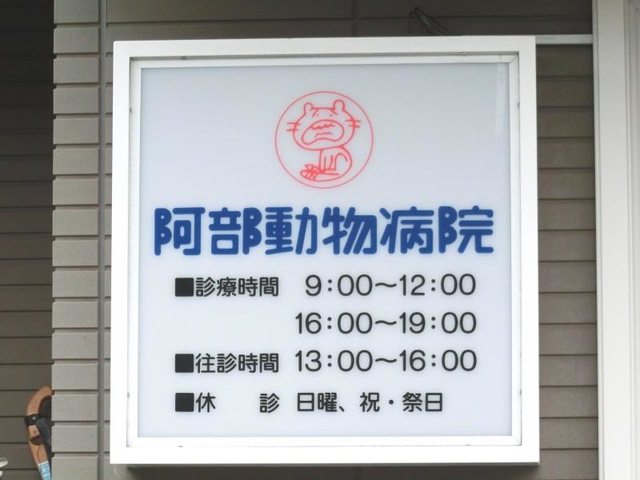 阿部動物病院
■診療時間 9:00～12:00
16:00～19:00
■往診時間 13:00～16:00
■休 診 日曜、祝・祭日